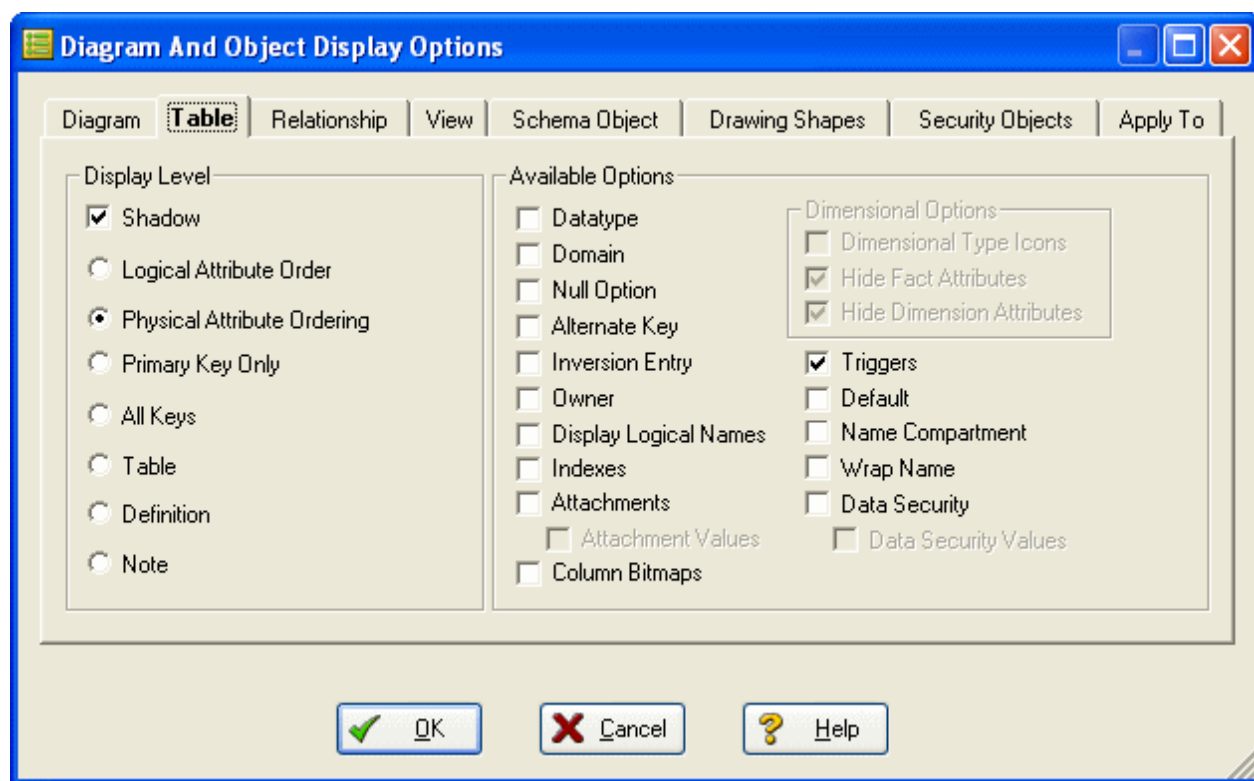 Diagram And Object Display Options
Diagram Table Relationship View Schema Object Drawing Shapes Security Objects Apply To
Display Level
Shadow
Logical Attribute Order
Physical Attribute Ordering
Primary Key Only
All Keys
Table
Definition
Note
Available Options
Datatype
Domain
Null Option
Alternate Key
Inversion Entry
Owner
Display Logical Names
Indexes
Attachments
Attachment Values
Column Bitmaps
Dimensional Options
Dimensional Type Icons
Hide Fact Attributes
Hide Dimension Attributes
Triggers
Default
Name Compartment
Wrap Name
Data Security
Data Security Values
OK Cancel Help